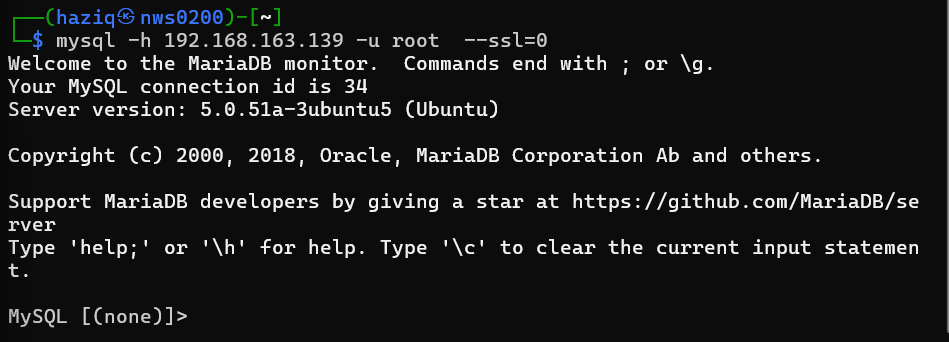 ┌──(haziq㉿nws0200)-[~]
└─$ mysql -h 192.168.163.139 -u root  --ssl=0
Welcome to the MariaDB monitor.  Commands end with ; or \g.
Your MySQL connection id is 34
Server version: 5.0.51a-3ubuntu5 (Ubuntu)

Copyright (c) 2000, 2018, Oracle, MariaDB Corporation Ab and others.

Support MariaDB developers by giving a star at https://github.com/MariaDB/se
rver
Type 'help;' or '\h' for help. Type '\c' to clear the current input statemen
t.

MySQL [(none)]>